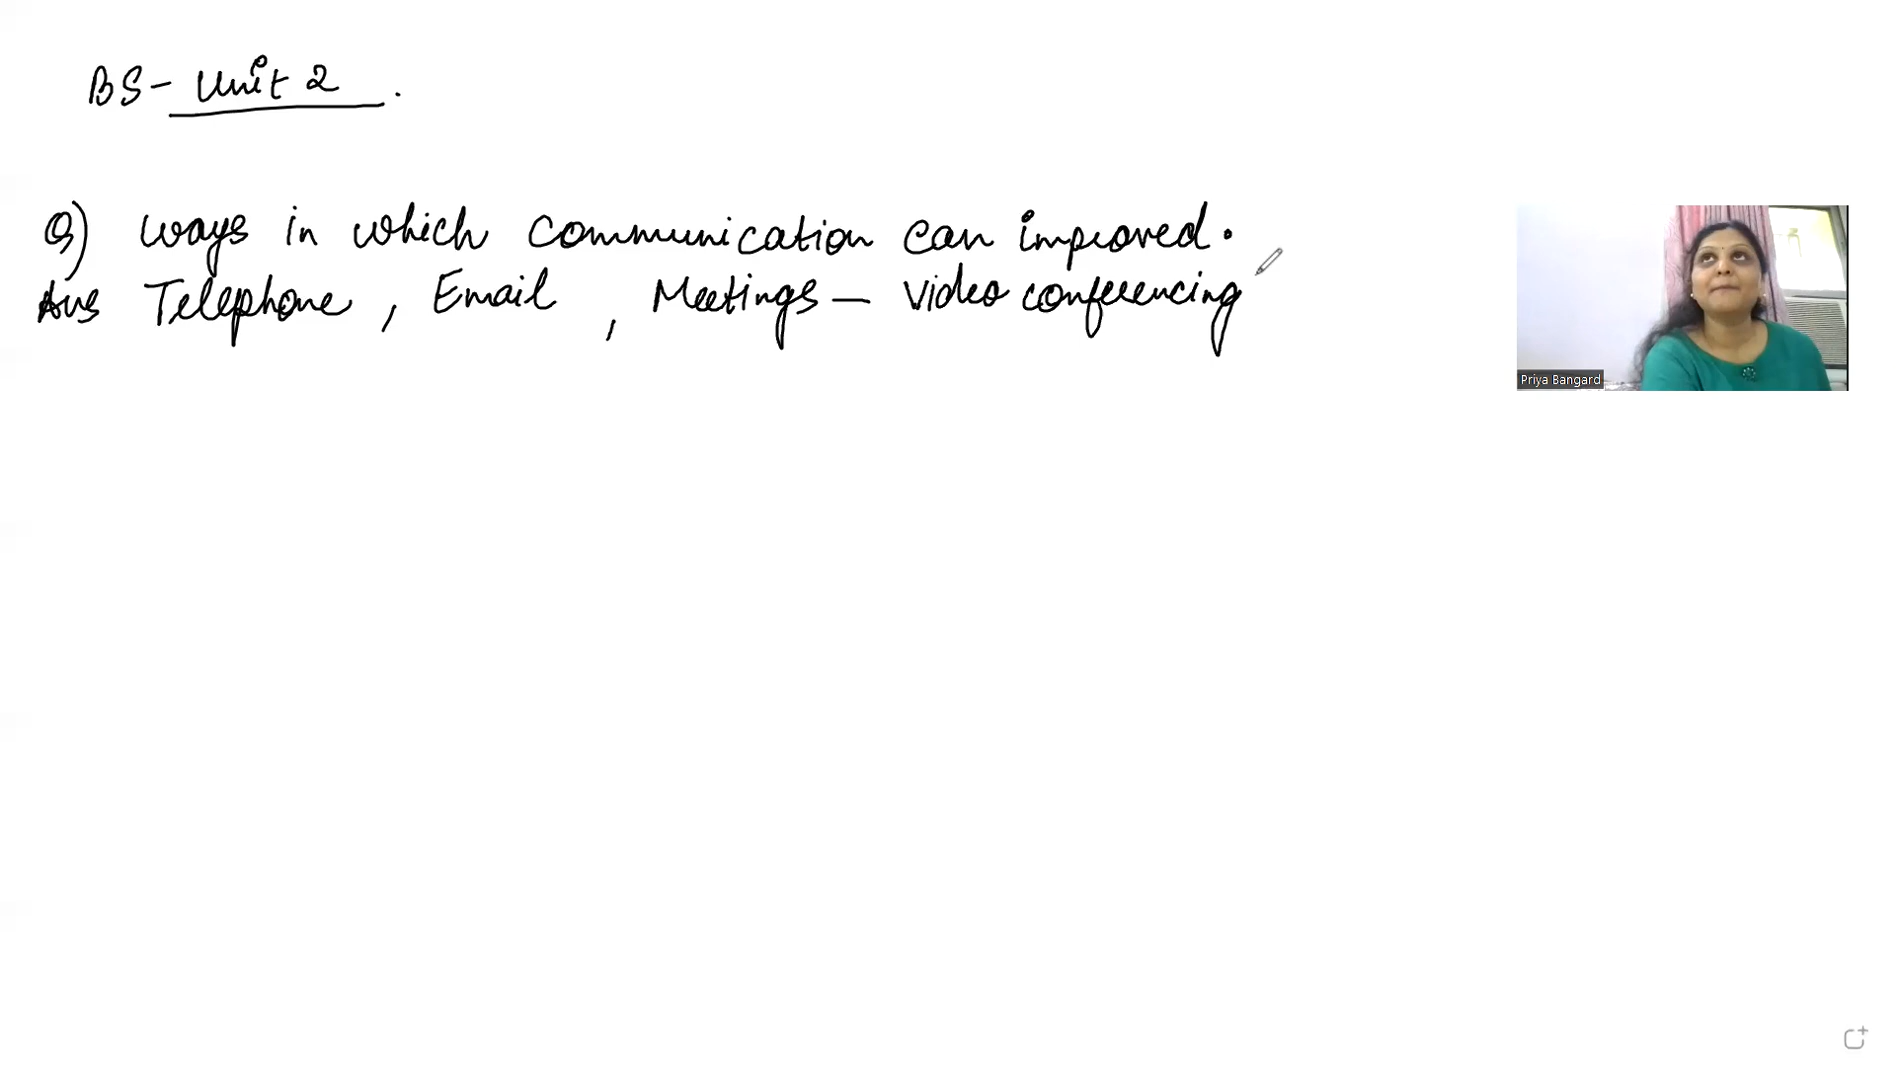 BS- Unit 2.
Q) ways in which communication can improved.
Ans Telephone, Email, Meetings - Video conferencing
Priya Bangard